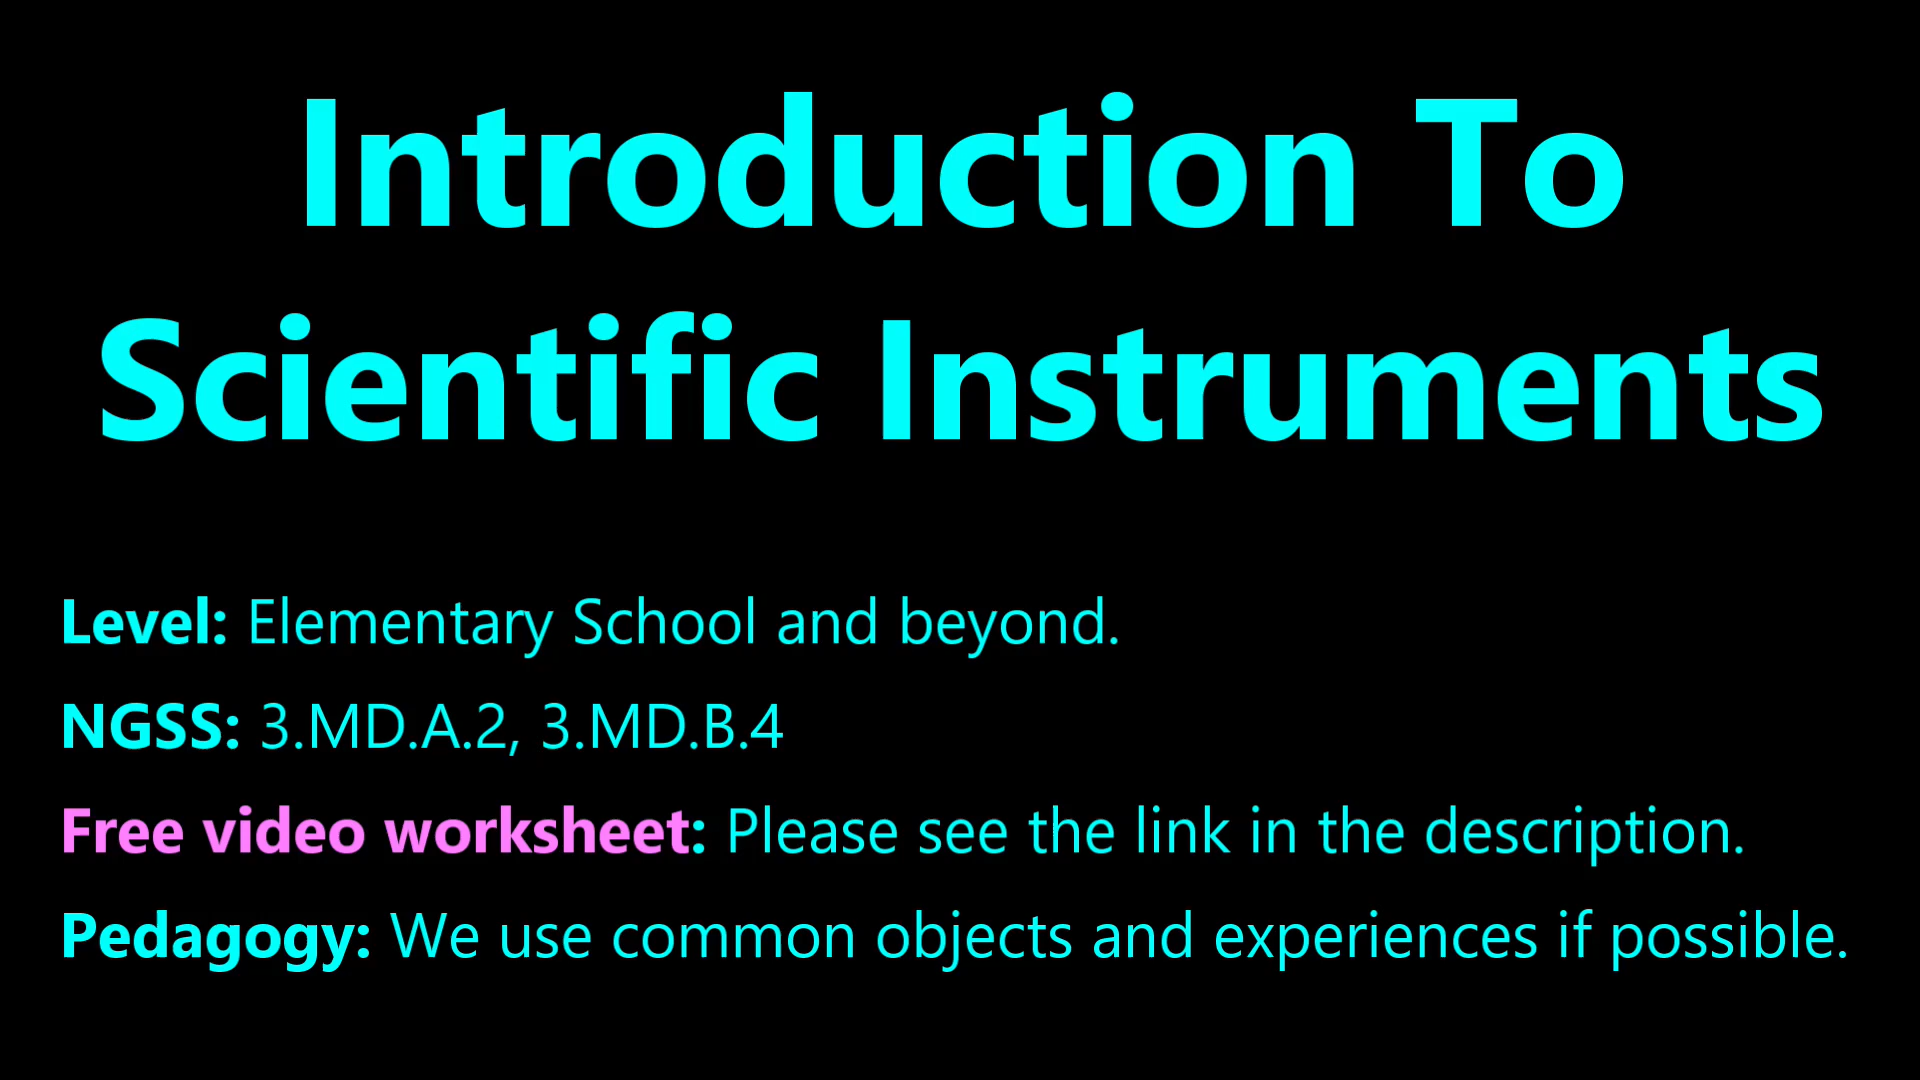 Introduction To
Scientific Instruments
Level: Elementary School and beyond.
NGSS: 3.MD.A.2, 3.MD.B.4
Free video worksheet: Please see the link in the description.
Pedagogy: We use common objects and experiences if possible.